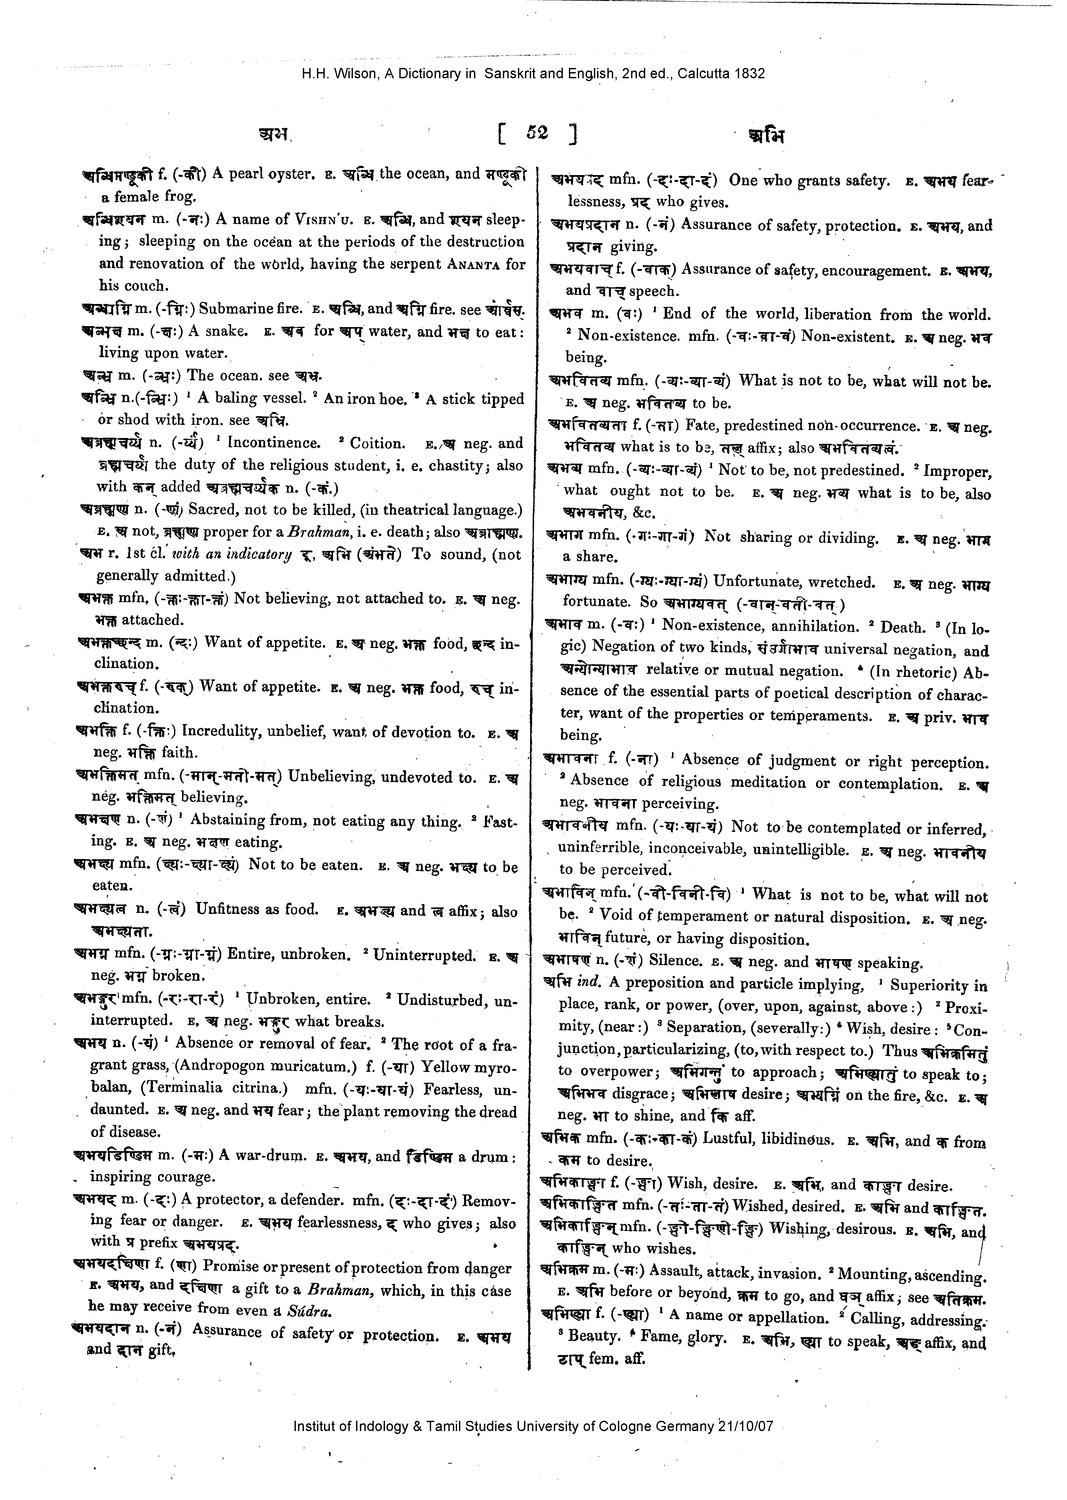 H.H. Wilson, A Dictionary in Sanskrit and English, 2nd ed., Calcutta 1832
अभ
[ 52 ]
अभि
अब्धिमण्डूकी f. (-की) A pearl oyster. E. अब्धि the ocean, and मण्डूकी
a female frog.
अब्धिशयन m. (-नः) A name of VISHN'U. E. अब्धि, and शयन sleep-
ing; sleeping on the ocean at the periods of the destruction
and renovation of the world, having the serpent ANANTA for
his couch.
अब्ध्यग्नि m. (-ग्निः) Submarine fire. E. अब्धि, and अग्नि fire. see
m. A snake. E. for अप् water, and to eat:
living upon water.
m. The ocean. see
अब्भ्रि n. A baling vessel. ² An iron hoe. ³ A stick tipped
or shod with iron. see अभ्रि.
अब्रह्मचर्य्य n. (-र्य्यं) ¹ Incontinence. ² Coition. E. अ neg. and
ब्रह्मचर्य्य the duty of the religious student, i. e. chastity; also
with कन् added अब्रह्मचर्य्यक n. (-कं.)
अब्रह्मण्य n. (-ण्यं) Sacred, not to be killed, (in theatrical language.)
E. अ not, ब्रह्मण्य proper for a Brahman, i. e. death; also अब्राह्मण्य.
अभ r. 1st cl. with an indicatory इ, अभि (अंभते) To sound, (not
generally admitted.)
अभक्त mfn. (-क्तः-क्ता-क्तं) Not believing, not attached to. E. अ neg.
भक्त attached.
अभक्तच्छन्द m. (न्दः) Want of appetite. E. अ neg. भक्त food, छन्द in-
clination.
अभक्तरुच् f. (-रुक्) Want of appetite. E. अ neg. भक्त food, रुच् in-
clination.
अभक्ति f. (-क्तिः) Incredulity, unbelief, want of devotion to. E. अ
neg. भक्ति faith.
अभक्तिमत् mfn. (-मान्-मती-मत्) Unbelieving, undevoted to. E. अ
neg. भक्तिमत् believing.
अभक्षण n. (-णं) ¹ Abstaining from, not eating any thing. ² Fast-
ing. E. अ neg. भक्षण eating.
अभक्ष्य mfn. (क्ष्यः-क्ष्या-क्ष्यं) Not to be eaten. E. अ neg. भक्ष्य to be
eaten.
अभक्ष्यत्व n. (-त्वं) Unfitness as food. E. अभक्ष्य and त्व affix; also
अभक्ष्यता.
अभग्न mfn. (-ग्नः-ग्ना-ग्नं) Entire, unbroken. ² Uninterrupted. E. अ
neg. भग्न broken.
अभङ्गुर mfn. (-रः-रा-रं) ¹ Unbroken, entire. ² Undisturbed, un-
interrupted. E. अ neg. भङ्गुर what breaks.
अभय n. (-यं) ¹ Absence or removal of fear. ² The root of a fra-
grant grass, (Andropogon muricatum.) f. (-या) Yellow myro-
balan, (Terminalia citrina.) mfn. (-यः-या-यं) Fearless, un-
daunted. E. अ neg. and भय fear; the plant removing the dread
of disease.
अभयडिण्डिम m. (-मः) A war-drum. E. अभय, and डिण्डिम a drum:
inspiring courage.
अभयद m. (-दः) A protector, a defender. mfn. (दः-दा-दं) Remov-
ing fear or danger. E. अभय fearlessness, द who gives; also
with प्र prefix अभयप्रद.
अभयदक्षिणा f. (णा) Promise or present of protection from danger
E. अभय, and दक्षिणा a gift to a Brahman, which, in this case
he may receive from even a Súdra.
अभयदान n. (-नं) Assurance of safety or protection. E. अभय
and दान gift,
अभयप्रद mfn. (-दः-दा-दं) One who grants safety. E. अभय fear-
lessness, प्रद who gives.
अभयप्रदान n. (-नं) Assurance of safety, protection. E. अभय, and
प्रदान giving.
अभयवाच् f. (-वाक्) Assurance of safety, encouragement. E. अभय,
and वाच् speech.
अभव m. (वः) ¹ End of the world, liberation from the world.
² Non-existence. mfn. (-वः-वा-वं) Non-existent. E. अ neg. भव
being.
अभवितव्य mfn. (-व्यः-व्या-व्यं) What is not to be, what will not be.
E. अ neg. भवितव्य to be.
अभवितव्यता f. (-ता) Fate, predestined non-occurrence. E. अ neg.
भवितव्य what is to be, तल् affix; also अभवितव्यत्वं.
अभव्य mfn. (-व्यः-व्या-व्यं) ¹ Not to be, not predestined. ² Improper,
what ought not to be. E. अ neg. भव्य what is to be, also
अभवनीय, &c.
अभाग mfn. (-गः-गा-गं) Not sharing or dividing. E. अ neg. भाग
a share.
अभाग्य mfn. (-ग्यः-ग्या-ग्यं) Unfortunate, wretched. E. अ neg. भाग्य
fortunate. So अभाग्यवत् (-वान्-वती-वत्)
अभाव m. (-वः) ¹ Non-existence, annihilation. ² Death. ³ (In lo-
gic) Negation of two kinds, संसर्गाभाव universal negation, and
अन्योन्याभाव relative or mutual negation. ⁴ (In rhetoric) Ab-
sence of the essential parts of poetical description of charac-
ter, want of the properties or temperaments. E. अ priv. भाव
being.
अभावना f. (-ना) ¹ Absence of judgment or right perception.
² Absence of religious meditation or contemplation. E. अ
neg. भावना perceiving.
अभावनीय mfn. (-यः-या-यं) Not to be contemplated or inferred,
uninferrible, inconceivable, unintelligible. E. अ neg. भावनीय
to be perceived.
अभाविन् mfn. (-वी-विनी-वि) ¹ What is not to be, what will not
be. ² Void of temperament or natural disposition. E. अ neg.
भाविन् future, or having disposition.
अभाषण n. (-णं) Silence. E. अ neg. and भाषण speaking.
अभि ind. A preposition and particle implying, ¹ Superiority in
place, rank, or power, (over, upon, against, above:) ² Proxi-
mity, (near:) ³ Separation, (severally:) ⁴ Wish, desire: ⁵ Con-
junction, particularizing, (to, with respect to.) Thus अभिक्रमितुं
to overpower; अभिगन्तुं to approach; अभिख्यातुं to speak to;
अभिभव disgrace; अभिलाष desire; अभ्यग्नि on the fire, &c. E. अ
neg. भा to shine, and कि aff.
अभिक mfn. (-कः-का-कं) Lustful, libidinous. E. अभि, and क from
कम to desire.
अभिकाङ्क्षा f. (-ङ्क्षा) Wish, desire. E. अभि, and काङ्क्षा desire.
अभिकाङ्क्षित mfn. (-तः-ता-तं) Wished, desired. E. अभि and काङ्क्षित.
अभिकाङ्क्षिन् mfn. (-ङ्क्षी-ङ्क्षिणी-ङ्क्षि) Wishing, desirous. E. अभि, and
काङ्क्षिन् who wishes.
अभिक्रम m. (-मः) Assault, attack, invasion. ² Mounting, ascending.
E. अभि before or beyond, क्रम to go, and घञ् affix; see अतिक्रम.
अभिख्या f. (-ख्या) ¹ A name or appellation. ² Calling, addressing.
³ Beauty. ⁴ Fame, glory. E. अभि, ख्या to speak, अङ् affix, and
टाप् fem. aff.
Institut of Indology & Tamil Studies University of Cologne Germany 21/10/07